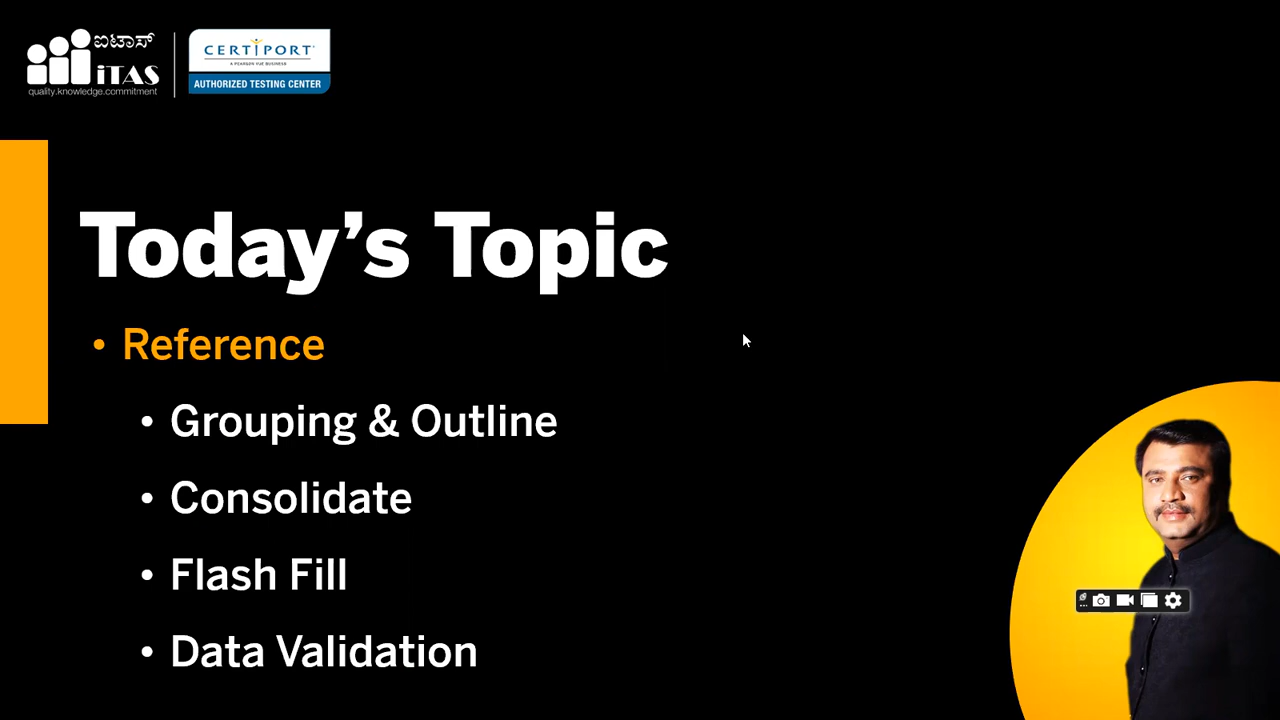 ಐಟಾಸ್
iTAS
quality.knowledge.commitment
CERTIPORT
A PEARSON VUE BUSINESS
AUTHORIZED TESTING CENTER
Today’s Topic
• Reference
• Grouping & Outline
• Consolidate
• Flash Fill
• Data Validation